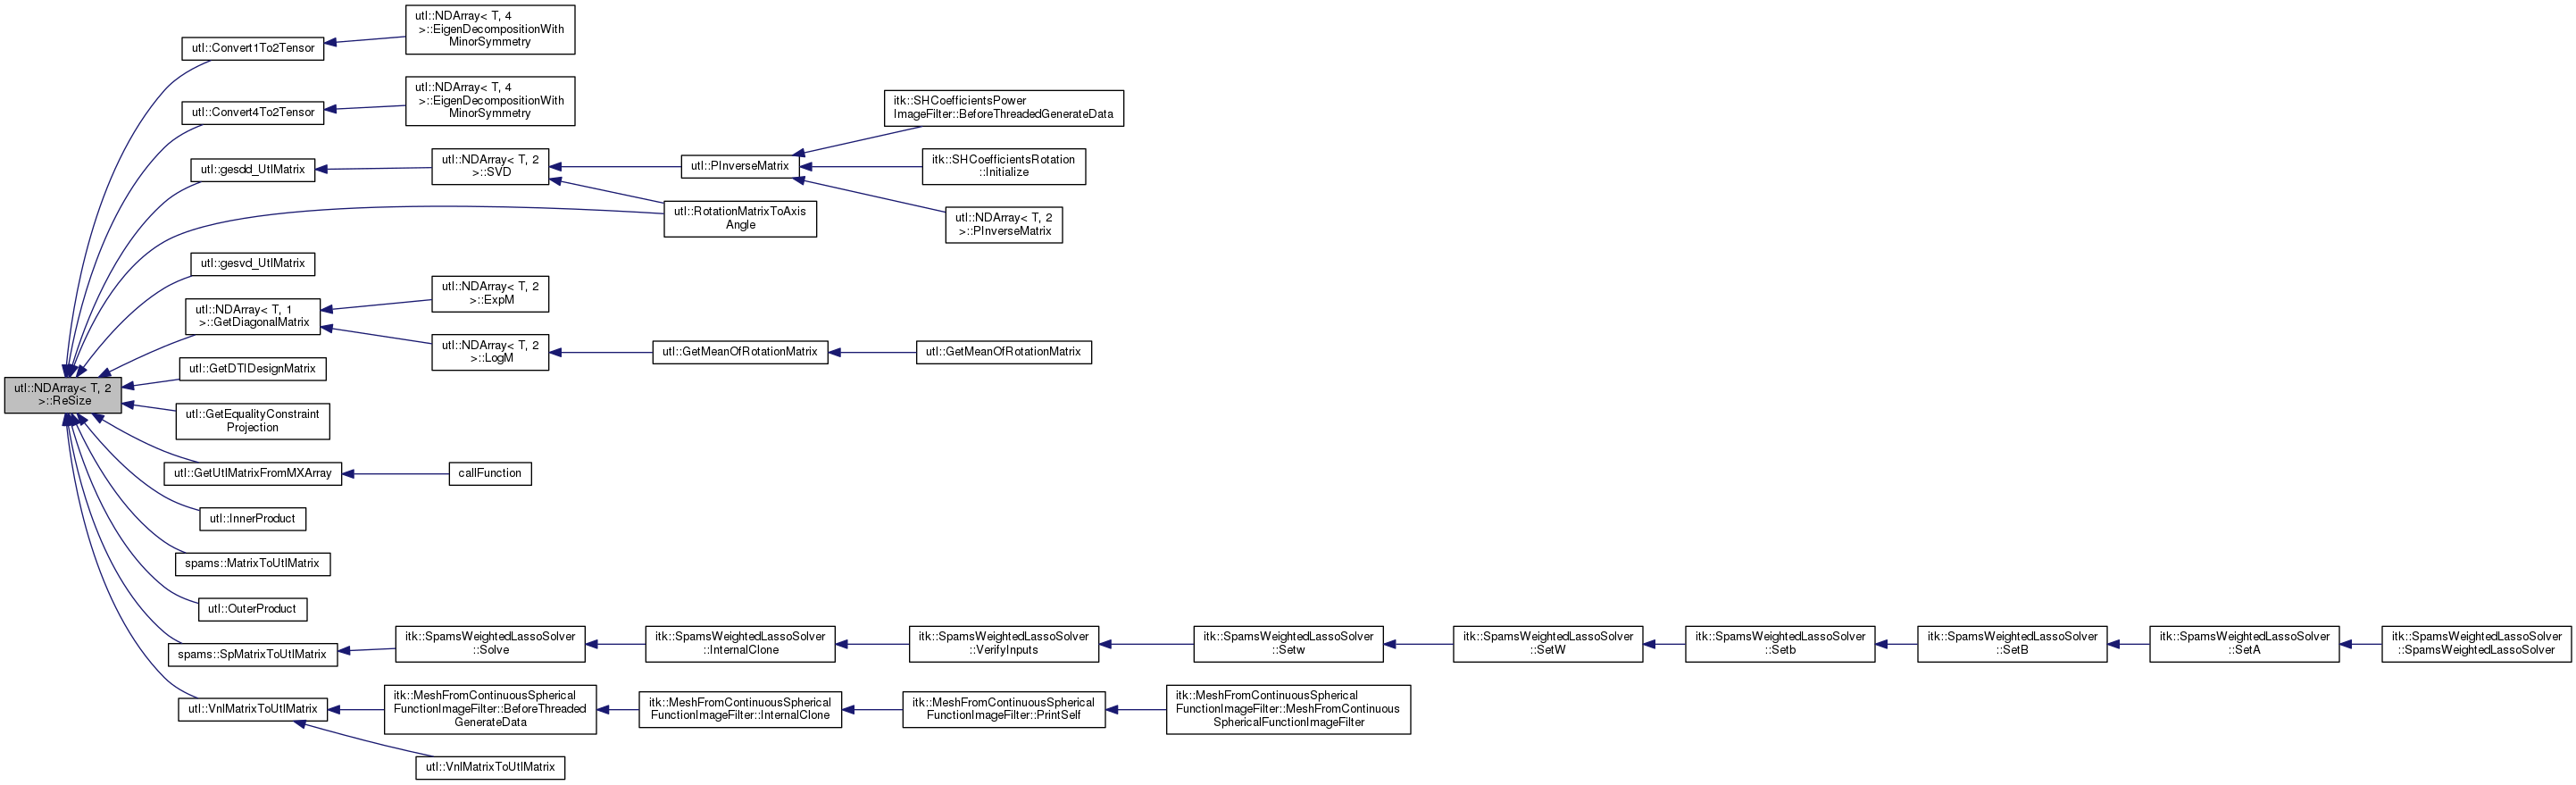 utl::NDArray< T, 2
>::ReSize
utl::Convert1To2Tensor
utl::NDArray< T, 4
>::EigenDecompositionWith
MinorSymmetry
utl::Convert4To2Tensor
utl::NDArray< T, 4
>::EigenDecompositionWith
MinorSymmetry
utl::gesdd_UtlMatrix
utl::NDArray< T, 2
>::SVD
utl::PInverseMatrix
itk::SHCoefficientsPower
ImageFilter::BeforeThreadedGenerateData
itk::SHCoefficientsRotation
::Initialize
utl::NDArray< T, 2
>::PInverseMatrix
utl::RotationMatrixToAxis
Angle
utl::gesvd_UtlMatrix
utl::NDArray< T, 1
>::GetDiagonalMatrix
utl::NDArray< T, 2
>::ExpM
utl::NDArray< T, 2
>::LogM
utl::GetMeanOfRotationMatrix
utl::GetMeanOfRotationMatrix
utl::GetDTIDesignMatrix
utl::GetEqualityConstraint
Projection
utl::GetUtlMatrixFromMXArray
callFunction
utl::InnerProduct
spams::MatrixToUtlMatrix
utl::OuterProduct
spams::SpMatrixToUtlMatrix
itk::SpamsWeightedLassoSolver
::Solve
itk::SpamsWeightedLassoSolver
::InternalClone
itk::SpamsWeightedLassoSolver
::VerifyInputs
itk::SpamsWeightedLassoSolver
::Setw
itk::SpamsWeightedLassoSolver
::SetW
itk::SpamsWeightedLassoSolver
::Setb
itk::SpamsWeightedLassoSolver
::SetB
itk::SpamsWeightedLassoSolver
::SetA
itk::SpamsWeightedLassoSolver
::SpamsWeightedLassoSolver
utl::VnlMatrixToUtlMatrix
itk::MeshFromContinuousSpherical
FunctionImageFilter::BeforeThreaded
GenerateData
itk::MeshFromContinuousSpherical
FunctionImageFilter::InternalClone
itk::MeshFromContinuousSpherical
FunctionImageFilter::PrintSelf
itk::MeshFromContinuousSpherical
FunctionImageFilter::MeshFromContinuous
SphericalFunctionImageFilter
utl::VnlMatrixToUtlMatrix